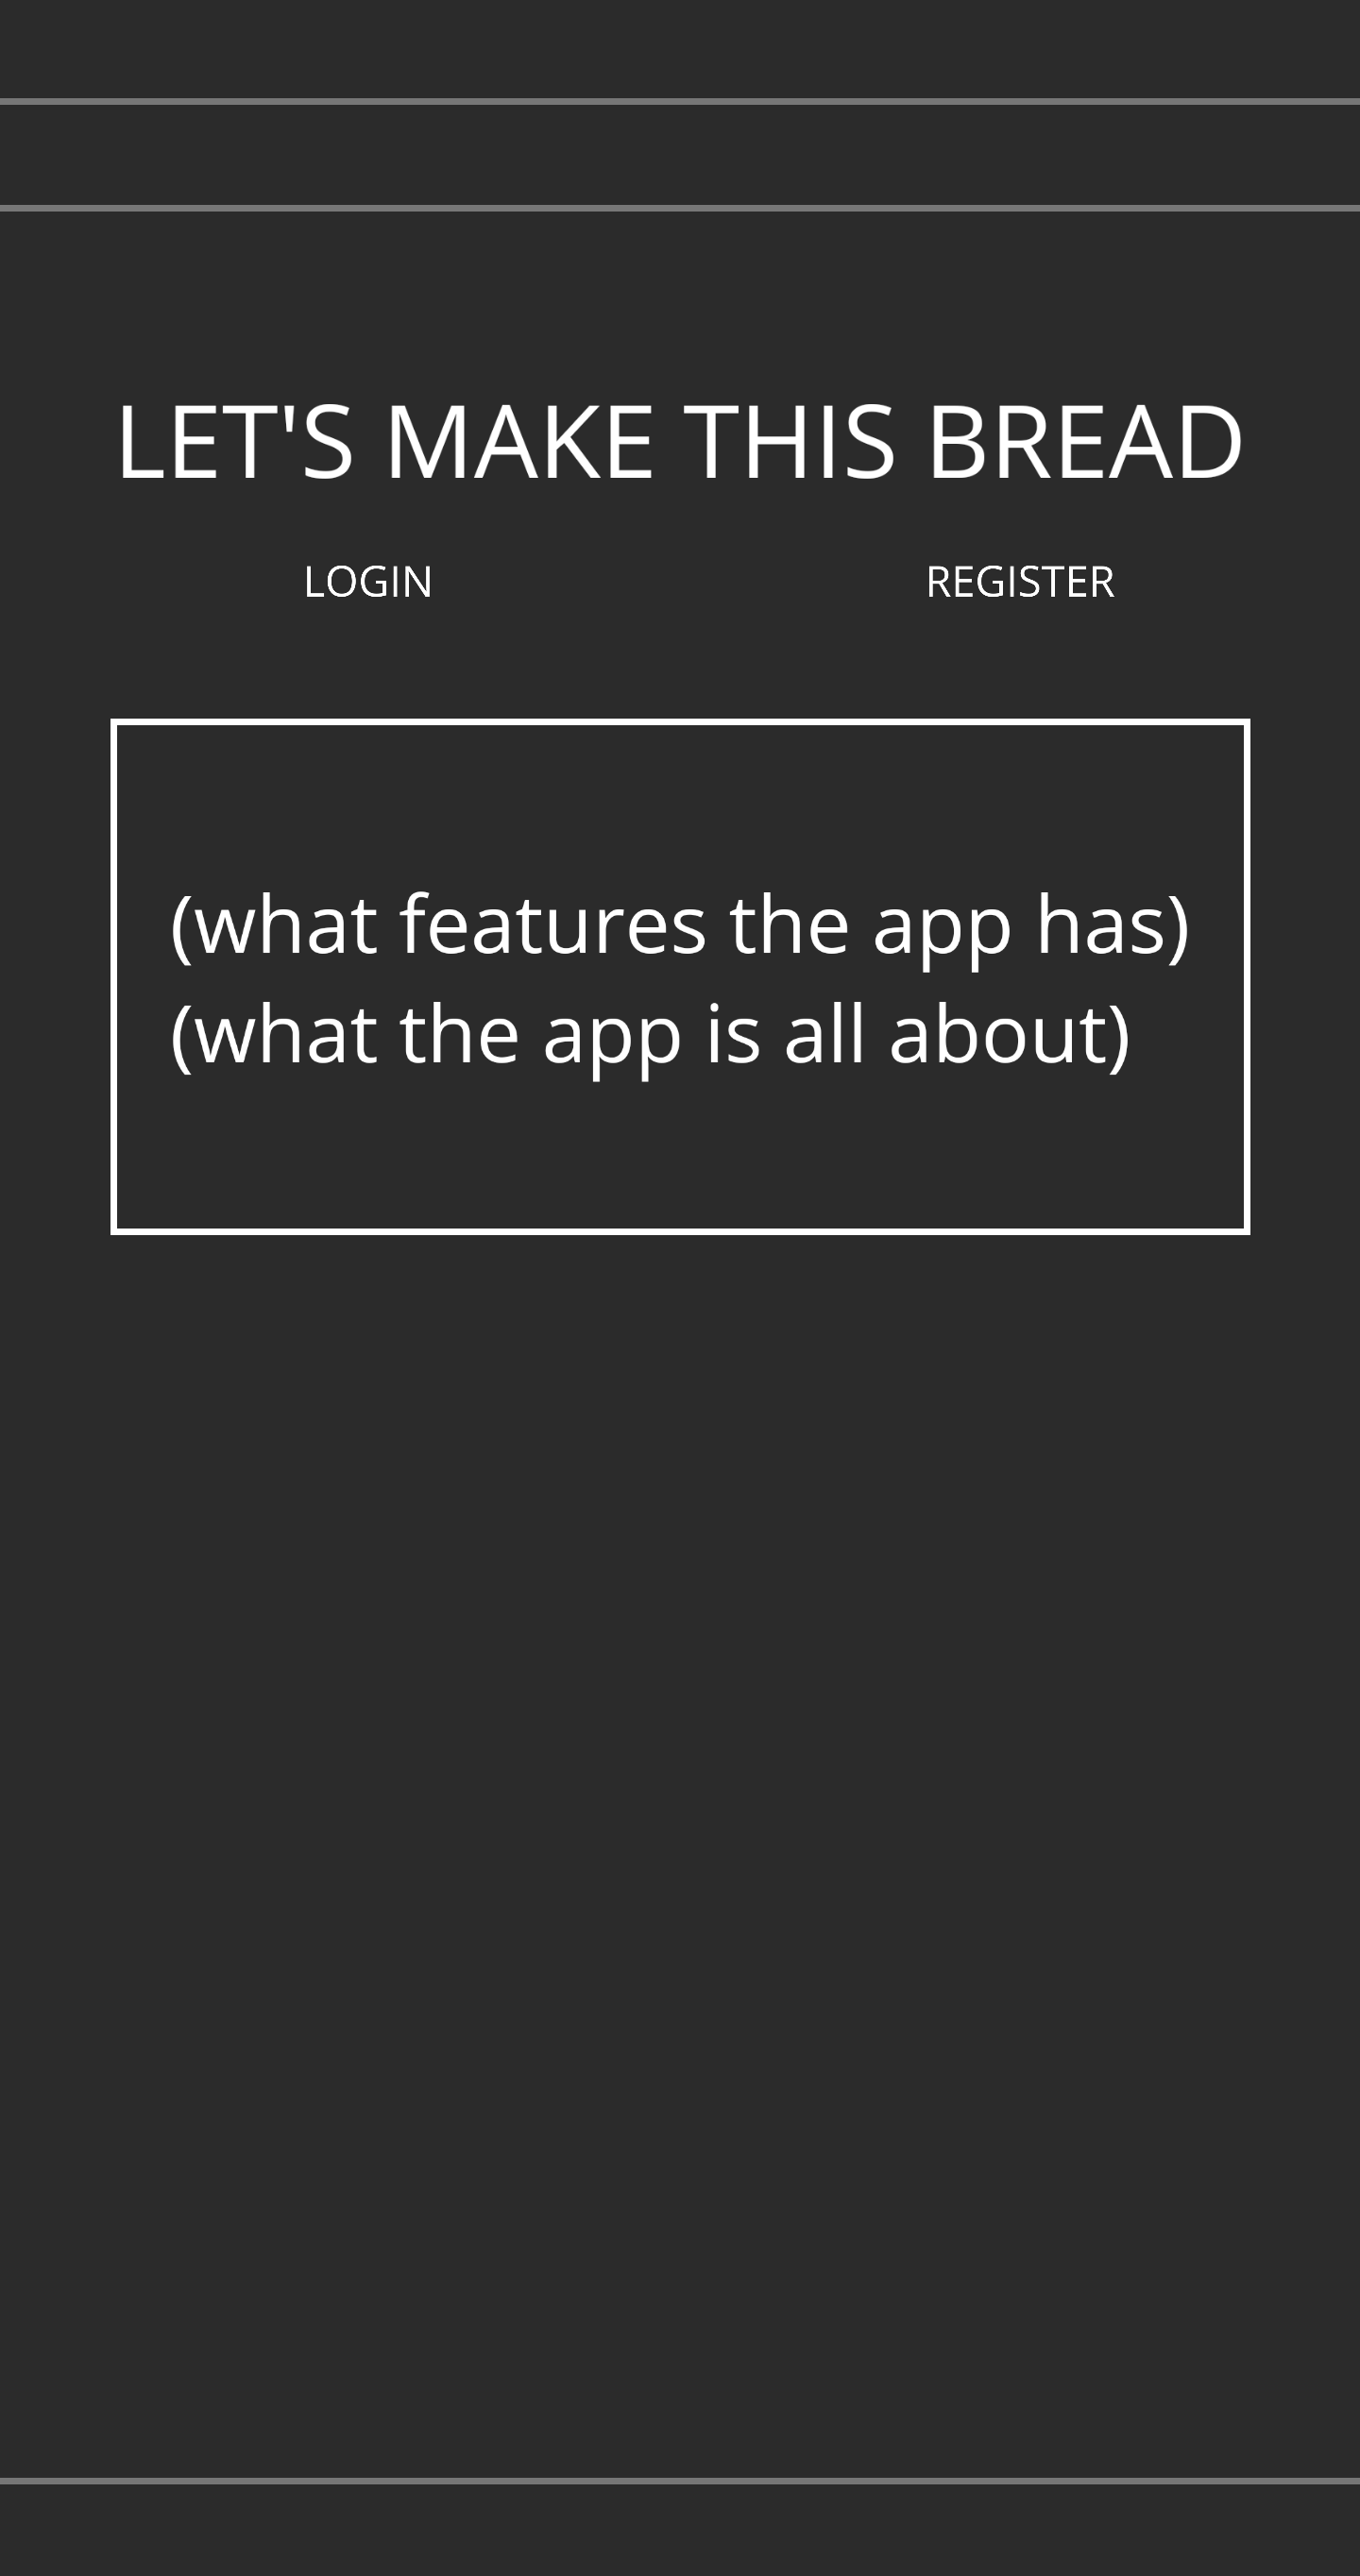 LET'S MAKE THIS BREAD
LOGIN REGISTER
(what features the app has)
(what the app is all about)